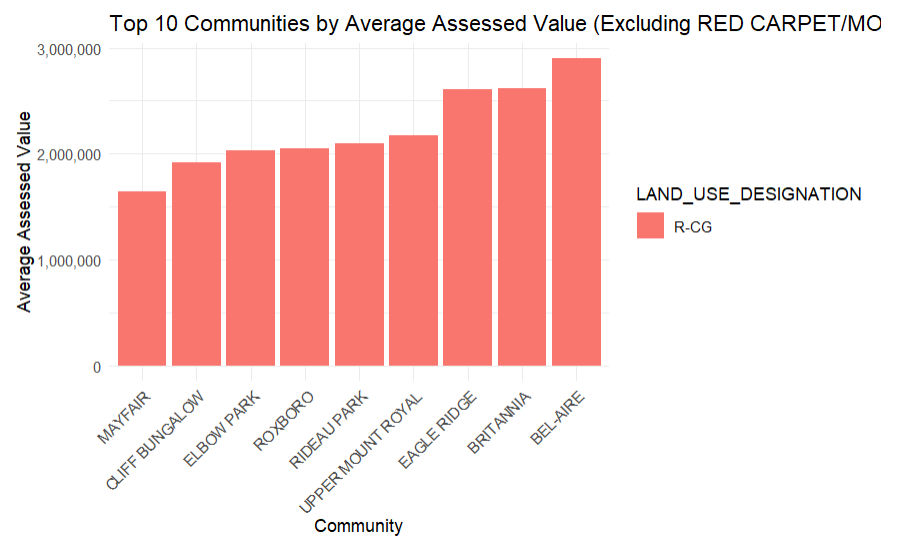 Top 10 Communities by Average Assessed Value (Excluding RED CARPET/MO
Average Assessed Value
3,000,000
2,000,000
1,000,000
0
MAYFAIR
CLIFF BUNGALOW
ELBOW PARK
ROXBORO
RIDEAU PARK
UPPER MOUNT ROYAL
EAGLE RIDGE
BRITANNIA
BEL-AIRE
Community
LAND_USE_DESIGNATION
R-CG